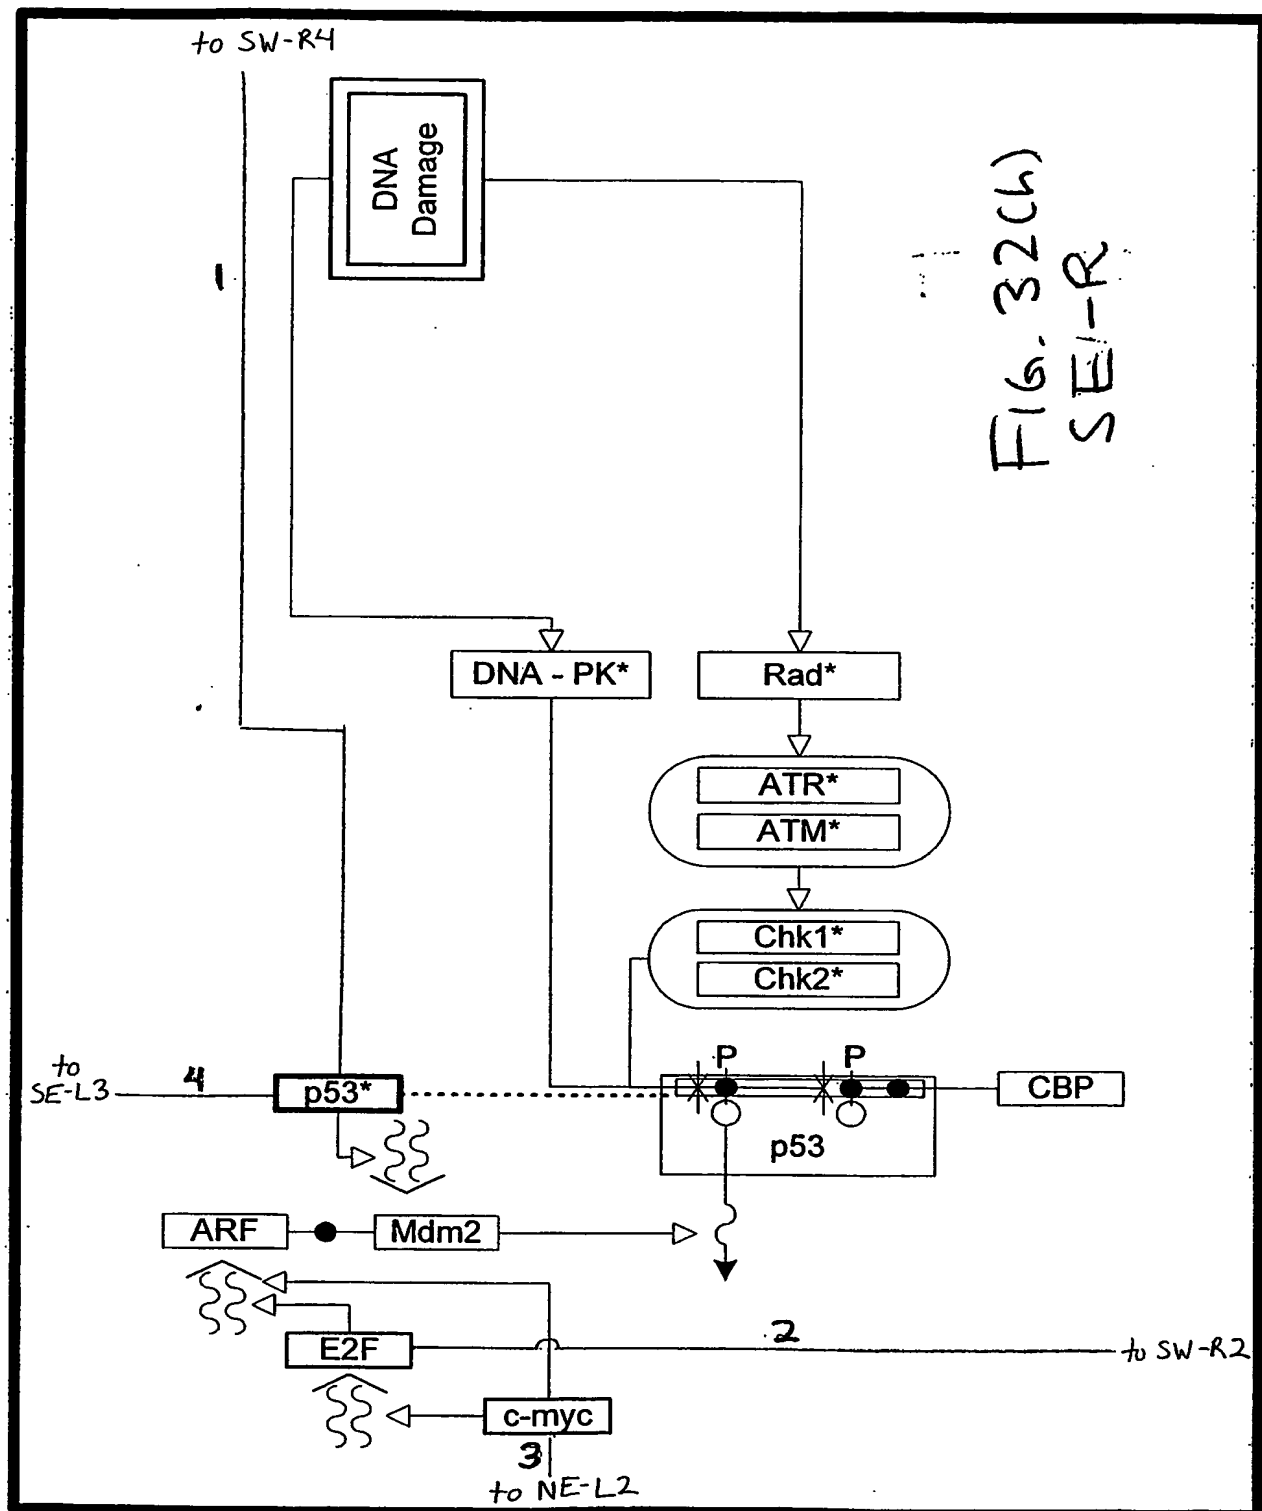 to SW-R4
DNA
Damage
1
FIG. 32(h)
SE-R
DNA - PK*
Rad*
ATR*
ATM*
Chk1*
Chk2*
P
P
to
SE-L3
4
p53*
CBP
p53
ARF
Mdm2
2
E2F
to SW-R2
c-myc
3
to NE-L2